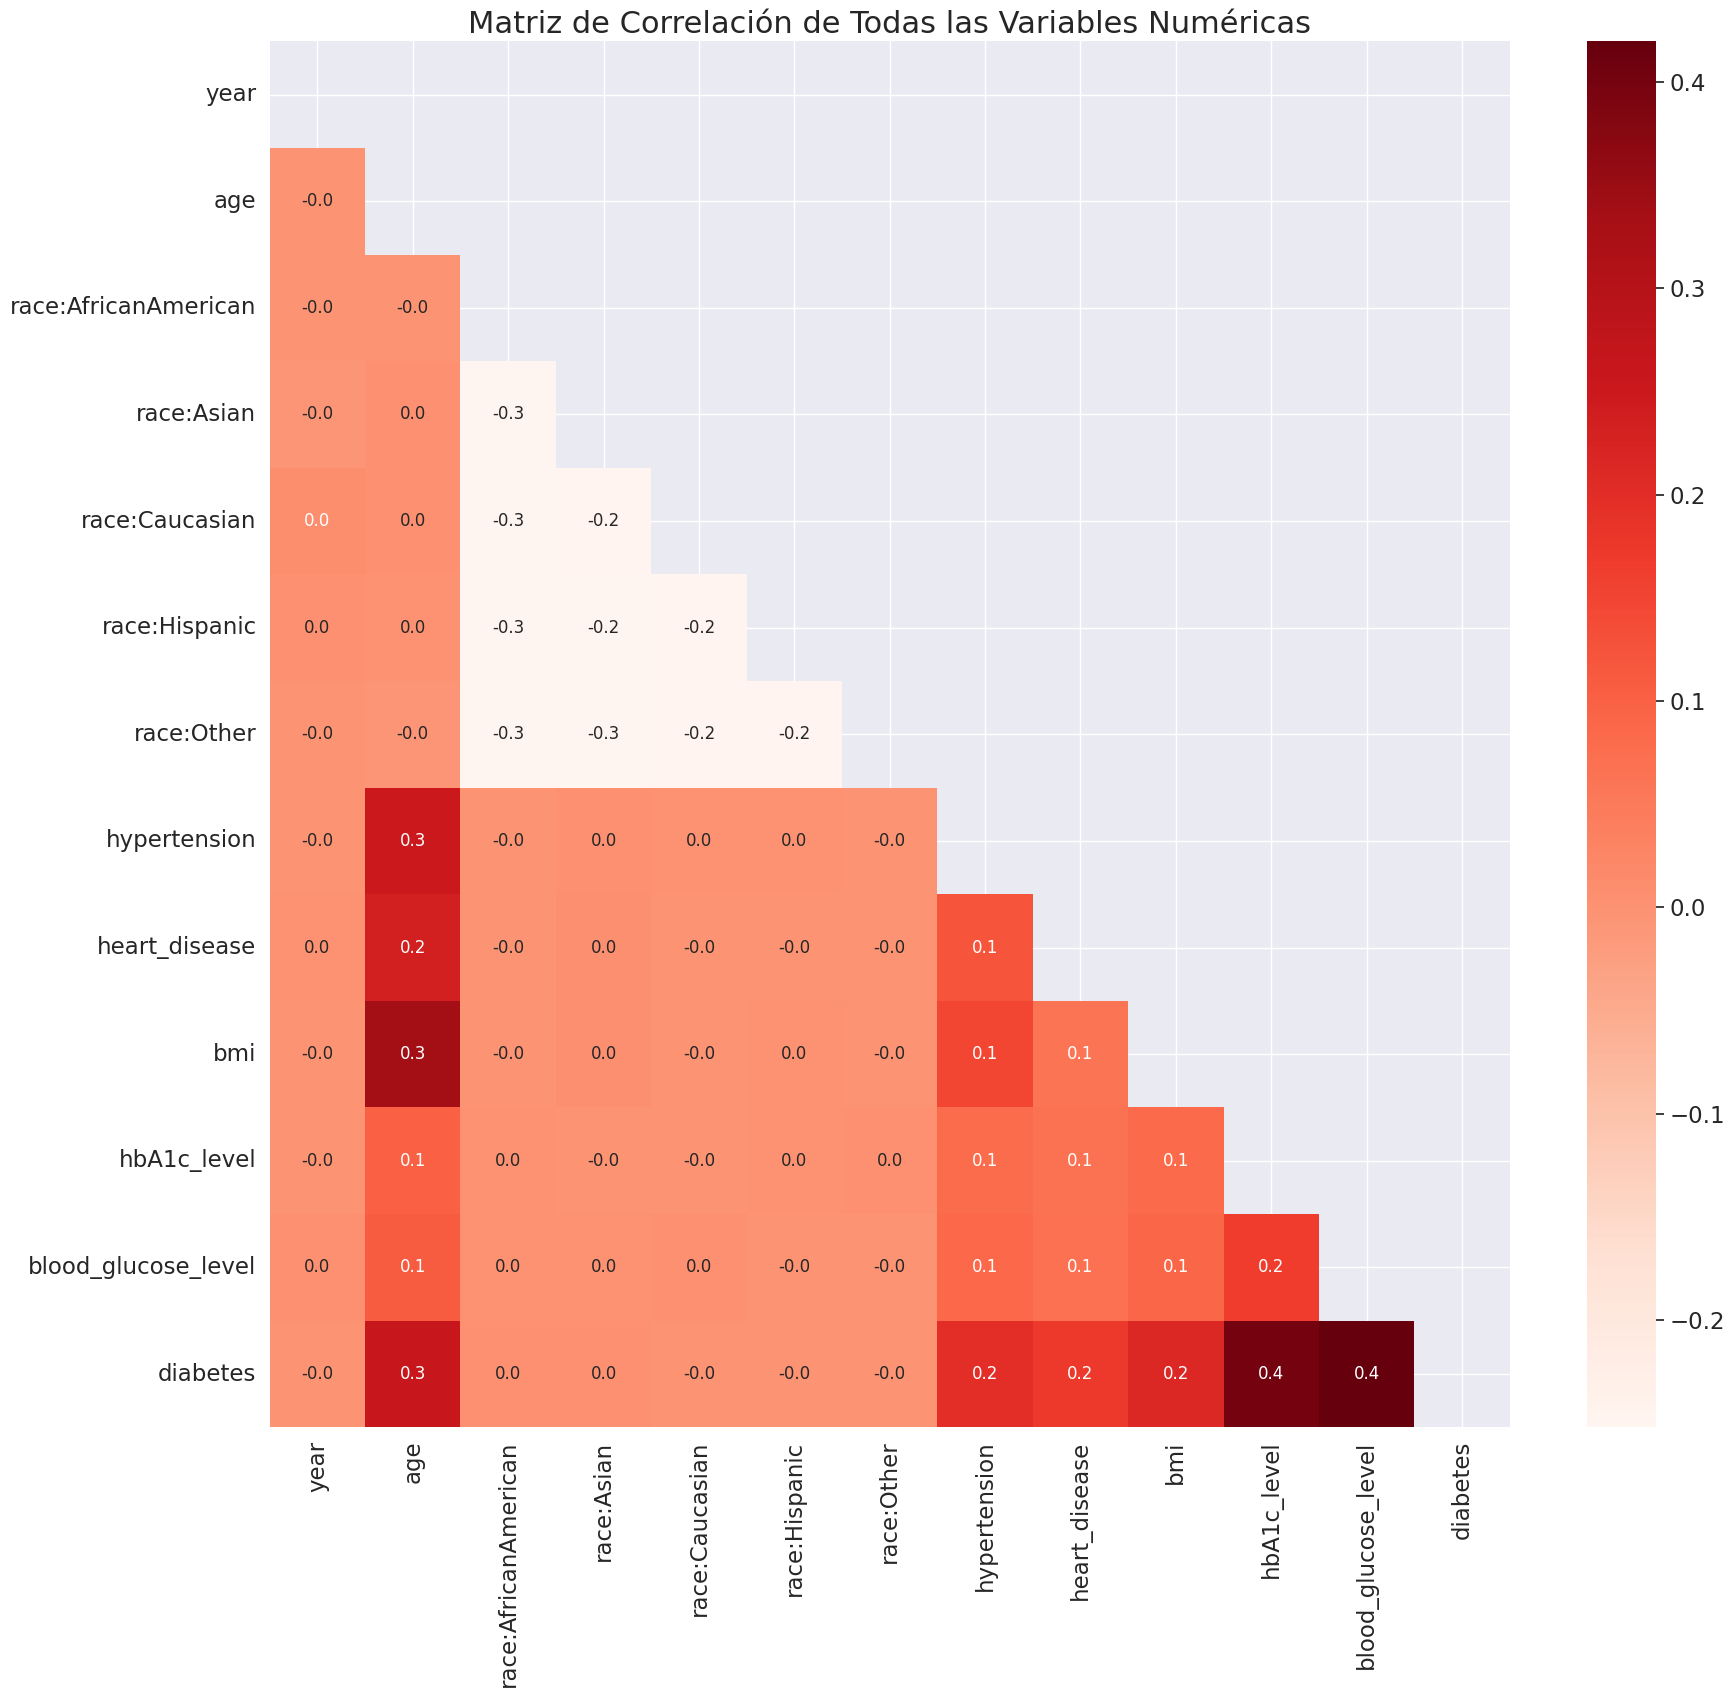 Matriz de Correlación de Todas las Variables Numéricas
year
age -0.0
race:AfricanAmerican -0.0 -0.0
race:Asian -0.0 0.0 -0.3
race:Caucasian 0.0 0.0 -0.3 -0.2
race:Hispanic 0.0 0.0 -0.3 -0.2 -0.2
race:Other -0.0 -0.0 -0.3 -0.3 -0.2 -0.2
hypertension -0.0 0.3 -0.0 0.0 0.0 0.0 -0.0
heart_disease 0.0 0.2 -0.0 0.0 -0.0 -0.0 -0.0 0.1
bmi -0.0 0.3 -0.0 0.0 -0.0 0.0 -0.0 0.1 0.1
hbA1c_level -0.0 0.1 0.0 -0.0 -0.0 0.0 0.0 0.1 0.1 0.1
blood_glucose_level 0.0 0.1 0.0 0.0 0.0 -0.0 -0.0 0.1 0.1 0.1 0.2
diabetes -0.0 0.3 0.0 0.0 -0.0 -0.0 -0.0 0.2 0.2 0.2 0.4 0.4
year
age
race:AfricanAmerican
race:Asian
race:Caucasian
race:Hispanic
race:Other
hypertension
heart_disease
bmi
hbA1c_level
blood_glucose_level
diabetes
0.4
0.3
0.2
0.1
0.0
−0.1
−0.2